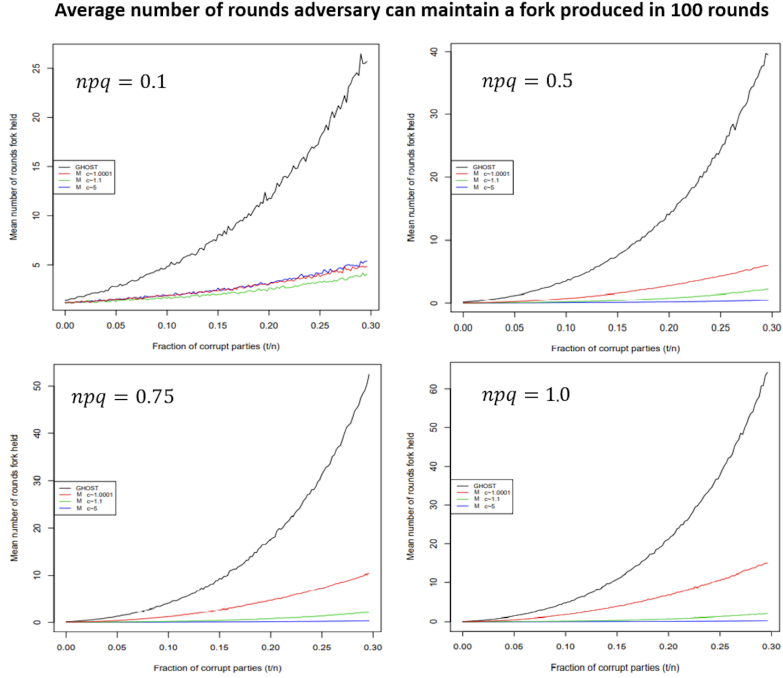 Average number of rounds adversary can maintain a fork produced in 100 rounds
npq = 0.1
Mean number of rounds fork held
25
20
15
10
5
GHOST
M c~1.0001
M c~1.1
M c~5
0.00 0.05 0.10 0.15 0.20 0.25 0.30
Fraction of corrupt parties (t/n)
npq = 0.5
Mean number of rounds fork held
40
30
20
10
0
GHOST
M c~1.0001
M c~1.1
M c~5
0.00 0.05 0.10 0.15 0.20 0.25 0.30
Fraction of corrupt parties (t/n)
npq = 0.75
Mean number of rounds fork held
50
40
30
20
10
0
GHOST
M c~1.0001
M c~1.1
M c~5
0.00 0.05 0.10 0.15 0.20 0.25 0.30
Fraction of corrupt parties (t/n)
npq = 1.0
Mean number of rounds fork held
60
50
40
30
20
10
0
GHOST
M c~1.0001
M c~1.1
M c~5
0.00 0.05 0.10 0.15 0.20 0.25 0.30
Fraction of corrupt parties (t/n)